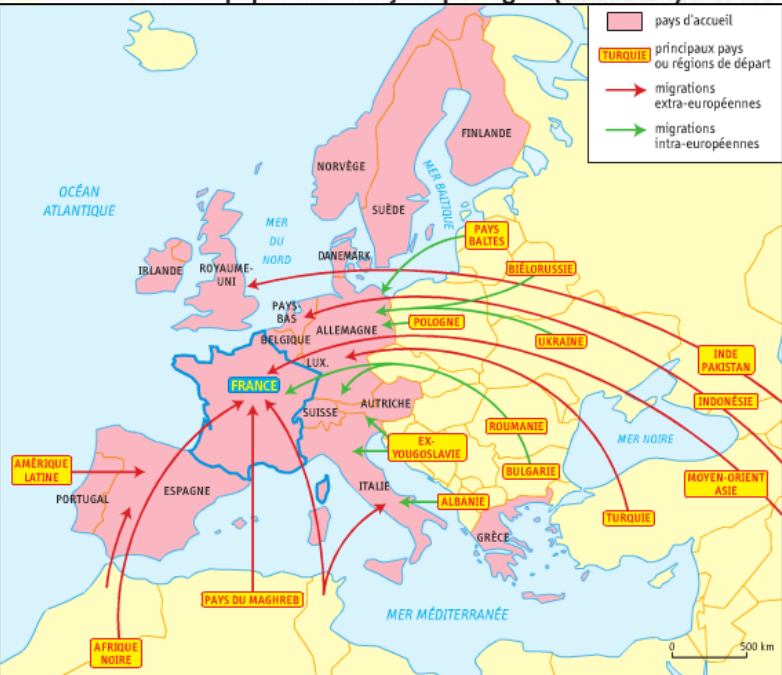 pays d'accueil
TURQUIE
principaux pays
ou régions de départ
migrations
extra-européennes
migrations
intra-européennes
FINLANDE
NORVÈGE
OCÉAN
ATLANTIQUE
MER BALTIQUE
SUÈDE
MER
DU
NORD
PAYS
BALTES
DANEMARK
IRLANDE
ROYAUME-
UNI
BIÉLORUSSIE
PAYS-
BAS
ALLEMAGNE
POLOGNE
BELGIQUE
UKRAINE
LUX.
INDE
PAKISTAN
FRANCE
INDONÉSIE
SUISSE
AUTRICHE
ROUMANIE
MER NOIRE
EX-
YOUGOSLAVIE
AMÉRIQUE
LATINE
BULGARIE
MOYEN-ORIENT
ASIE
PORTUGAL
ESPAGNE
ITALIE
ALBANIE
TURQUIE
GRÈCE
PAYS DU MAGHREB
MER MÉDITERRANÉE
AFRIQUE
NOIRE
0
500 km